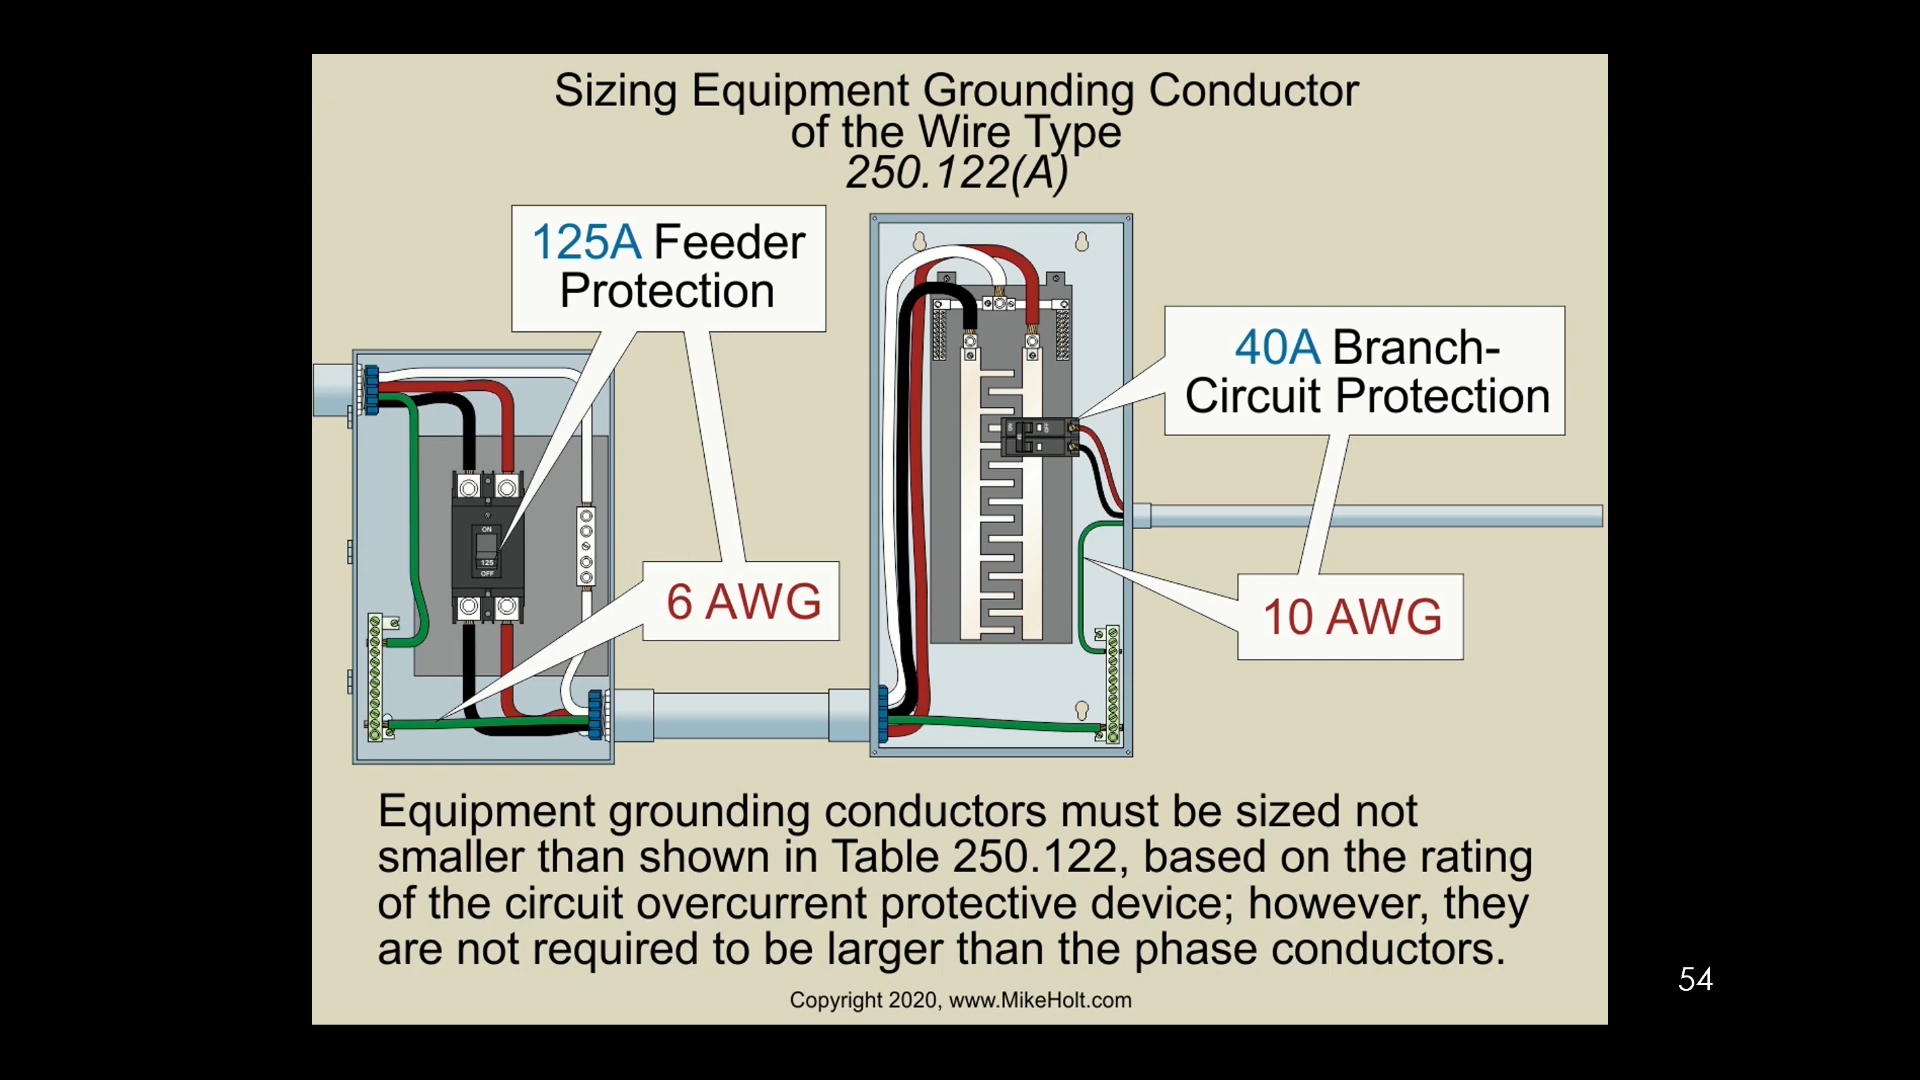 Sizing Equipment Grounding Conductor
of the Wire Type
250.122(A)
125A Feeder
Protection
40A Branch-
Circuit Protection
ON
125
OFF
6 AWG
10 AWG
Equipment grounding conductors must be sized not
smaller than shown in Table 250.122, based on the rating
of the circuit overcurrent protective device; however, they
are not required to be larger than the phase conductors.
Copyright 2020, www.MikeHolt.com
54